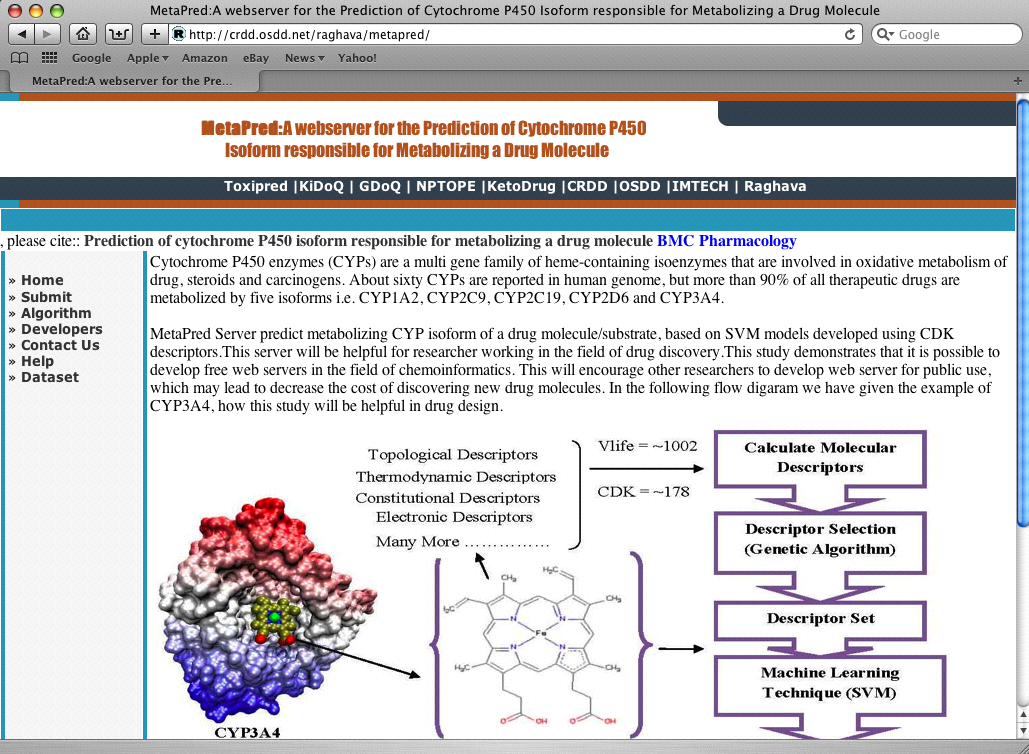 MetaPred:A webserver for the Prediction of Cytochrome P450 Isoform responsible for Metabolizing a Drug Molecule
http://crdd.osdd.net/raghava/metapred/
Google
Google Apple Amazon eBay News Yahoo!
MetaPred:A webserver for the Pre...
MetaPred:A webserver for the Prediction of Cytochrome P450
Isoform responsible for Metabolizing a Drug Molecule
Toxipred |KiDoQ | GDoQ | NPTOPE |KetoDrug |CRDD |OSDD |IMTECH | Raghava
, please cite:: Prediction of cytochrome P450 isoform responsible for metabolizing a drug molecule BMC Pharmacology
» Home
» Submit
» Algorithm
» Developers
» Contact Us
» Help
» Dataset
Cytochrome P450 enzymes (CYPs) are a multi gene family of heme-containing isoenzymes that are involved in oxidative metabolism of
drug, steroids and carcinogens. About sixty CYPs are reported in human genome, but more than 90% of all therapeutic drugs are
metabolized by five isoforms i.e. CYP1A2, CYP2C9, CYP2C19, CYP2D6 and CYP3A4.
MetaPred Server predict metabolizing CYP isoform of a drug molecule/substrate, based on SVM models developed using CDK
descriptors.This server will be helpful for researcher working in the field of drug discovery.This study demonstrates that it is possible to
develop free web servers in the field of chemoinformatics. This will encourage other researchers to develop web server for public use,
which may lead to decrease the cost of discovering new drug molecules. In the following flow digaram we have given the example of
CYP3A4, how this study will be helpful in drug design.
Topological Descriptors
Thermodynamic Descriptors
Constitutional Descriptors
Electronic Descriptors
Many More ……………
Vlife = ~1002
CDK = ~178
Calculate Molecular
Descriptors
Descriptor Selection
(Genetic Algorithm)
Descriptor Set
Machine Learning
Technique (SVM)
CH₃
H₂C
H₂C
CH₃
N
N
Fe
N
N
H₃C
CH₃
O
OH
O
OH
CYP3A4